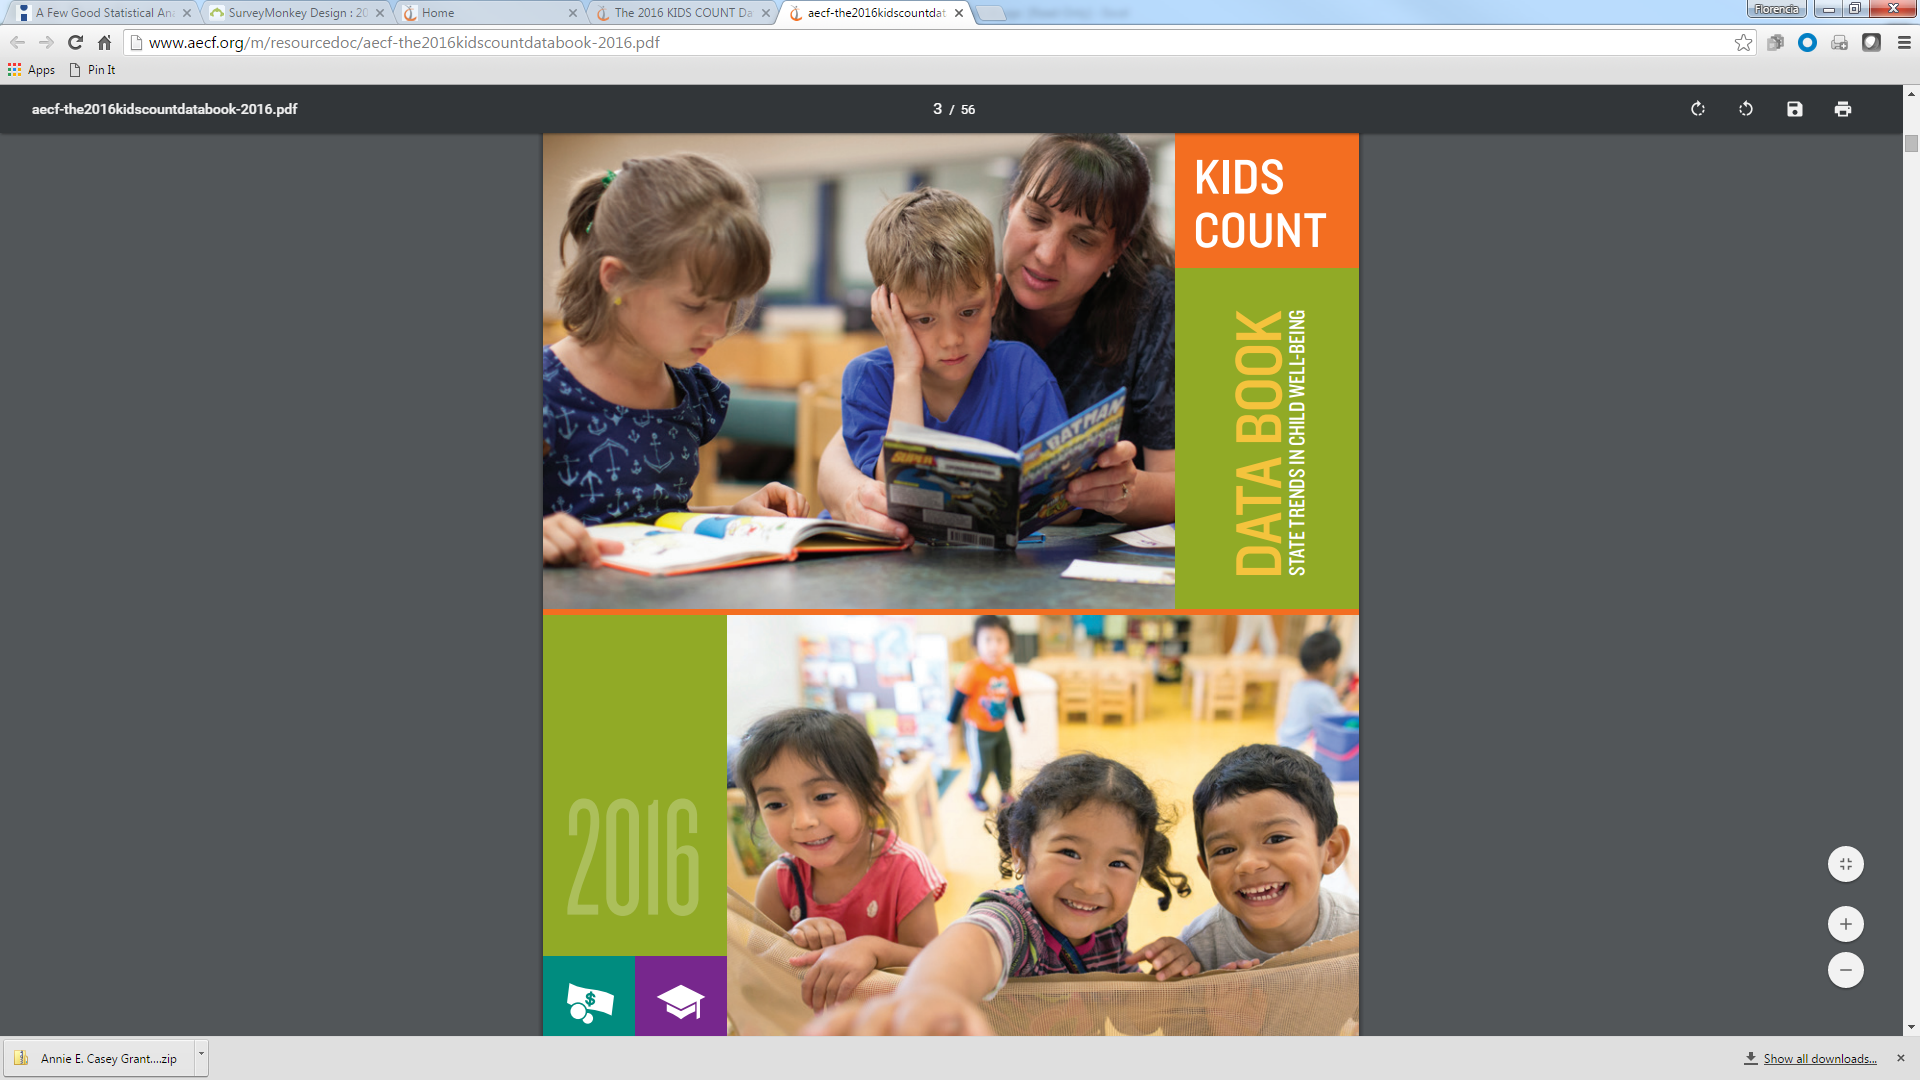 A Few Good Statistical Ana
SurveyMonkey Design : 20
Home
The 2016 KIDS COUNT Da
aecf-the2016kidscountdat
Florencia
www.aecf.org/m/resourcedoc/aecf-the2016kidscountdatabook-2016.pdf
Apps
Pin It
aecf-the2016kidscountdatabook-2016.pdf
3 / 56
KIDS
COUNT
DATA BOOK
STATE TRENDS IN CHILD WELL-BEING
BATMAN
SUPER
2016
$
Annie E. Casey Grant....zip
Show all downloads...